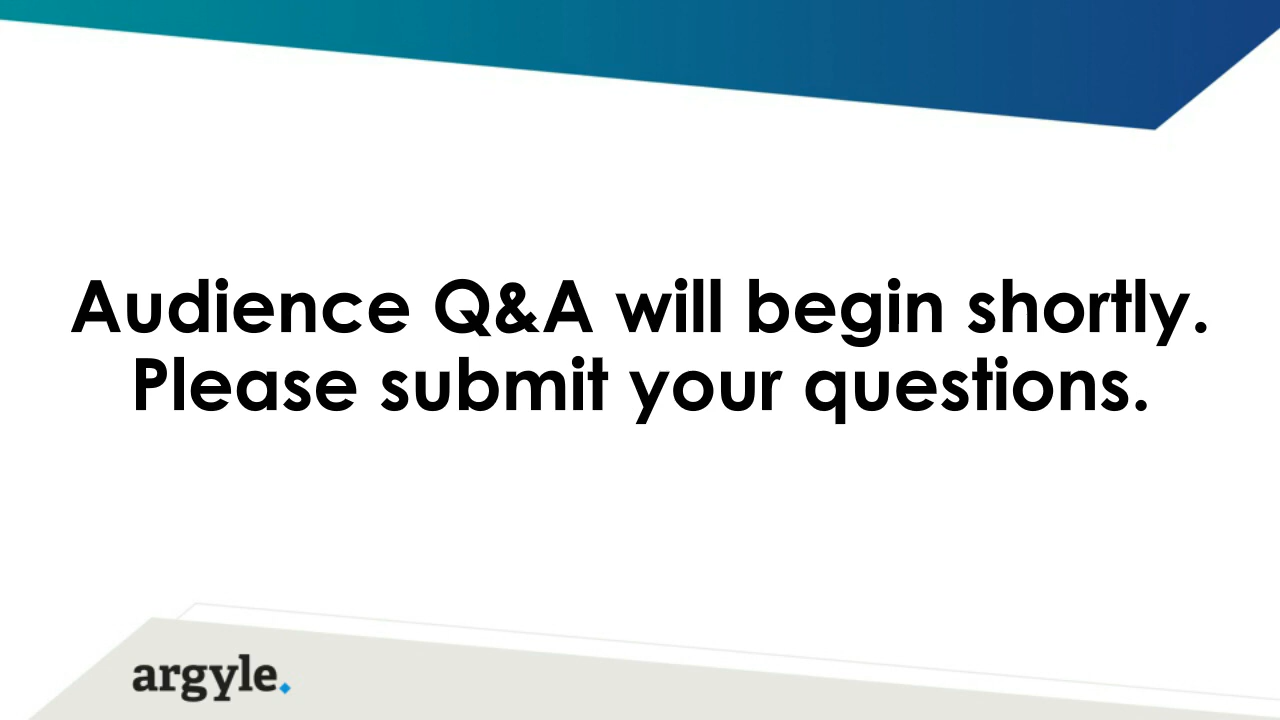 Audience Q&A will begin shortly.
Please submit your questions.
argyle.